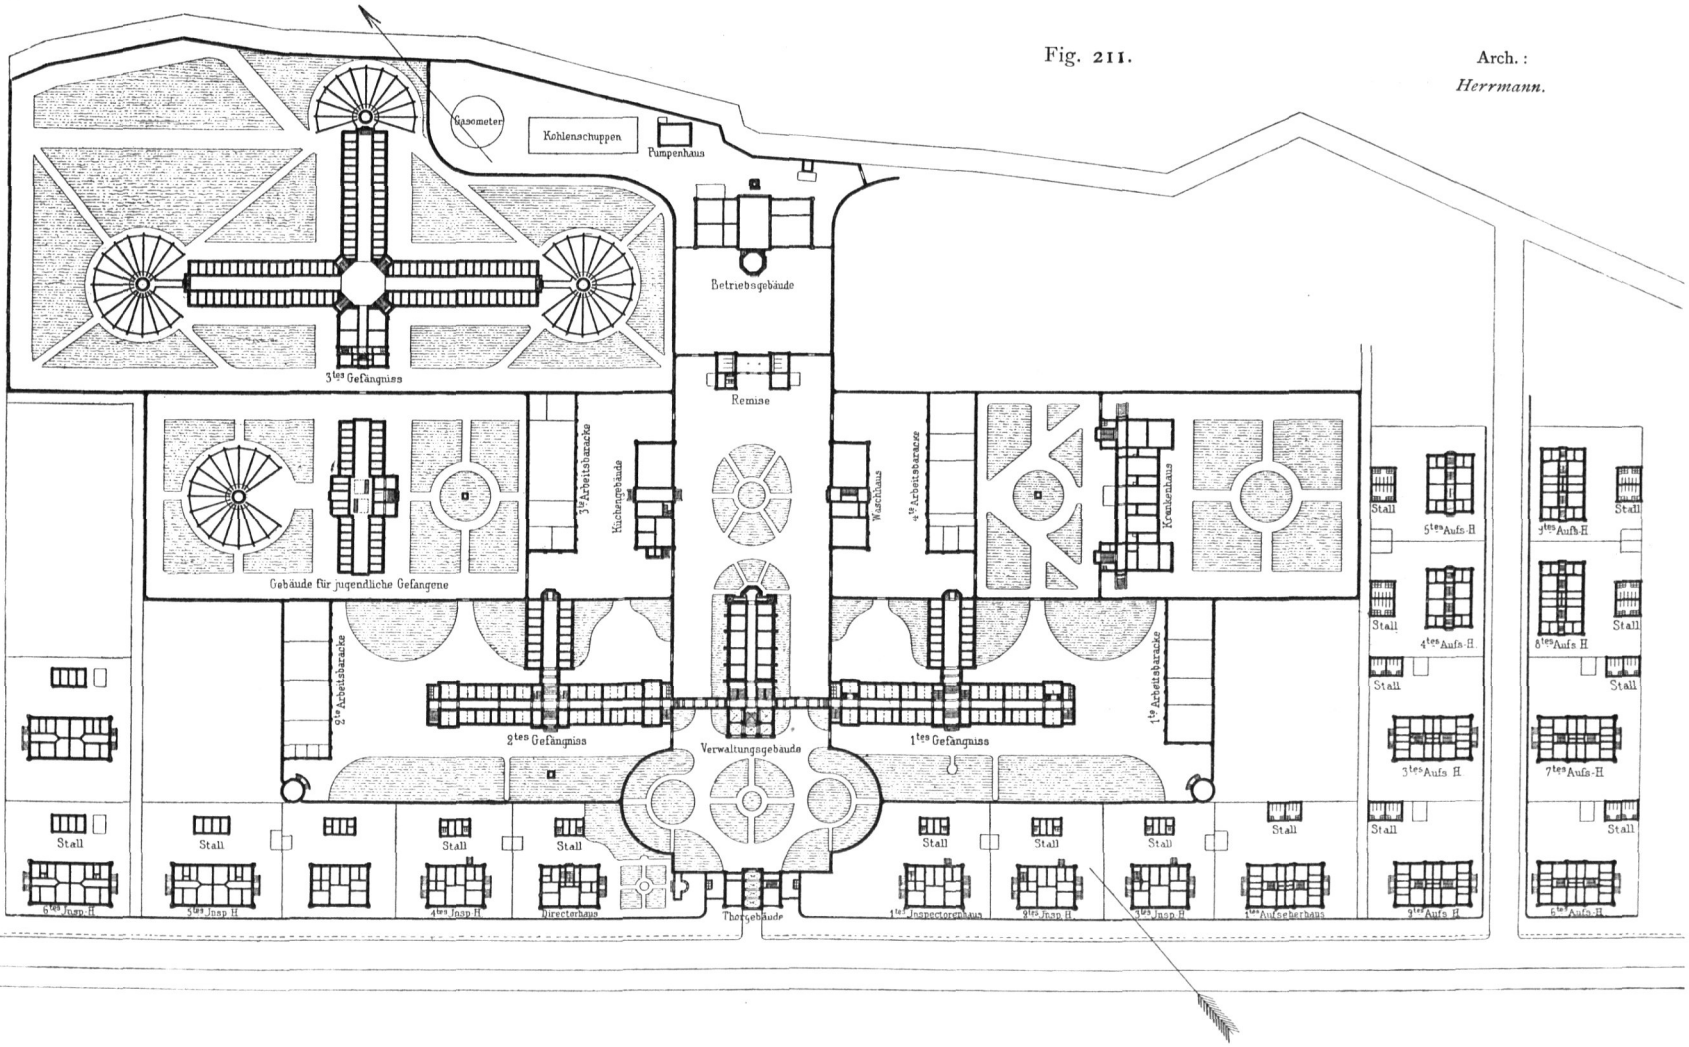 Fig. 211.
Arch.:
Herrmann.
Gasometer
Kohlenschuppen
Pumpenhaus
Betriebsgebäude
3tes Gefängniss
Remise
3te Arbeitsbaracke
Küchengebäude
Waschhaus
4te Arbeitsbaracke
Krankenhaus
Stall
5tes Aufs-H
9tes Aufs-H
Stall
Gebäude für jugendliche Gefangene
Stall
4tes Aufs-H.
8tes Aufs H
Stall
2te Arbeitsbaracke
1te Arbeitsbaracke
Stall
Stall
2tes Gefängniss
Verwaltungsgebäude
1tes Gefängniss
3tes Aufs H
7tes Aufs-H
Stall
Stall
Stall
Stall
Stall
Stall
Stall
Stall
Stall
Stall
Stall
6tes Insp-H
5tes Insp H
4tes Insp H
Directorhaus
Thorgebäude
1tes Inspectorenhaus
2tes Insp H
3tes Insp H
1tes Aufseherhaus
2tes Aufs H
6tes Aufs-H